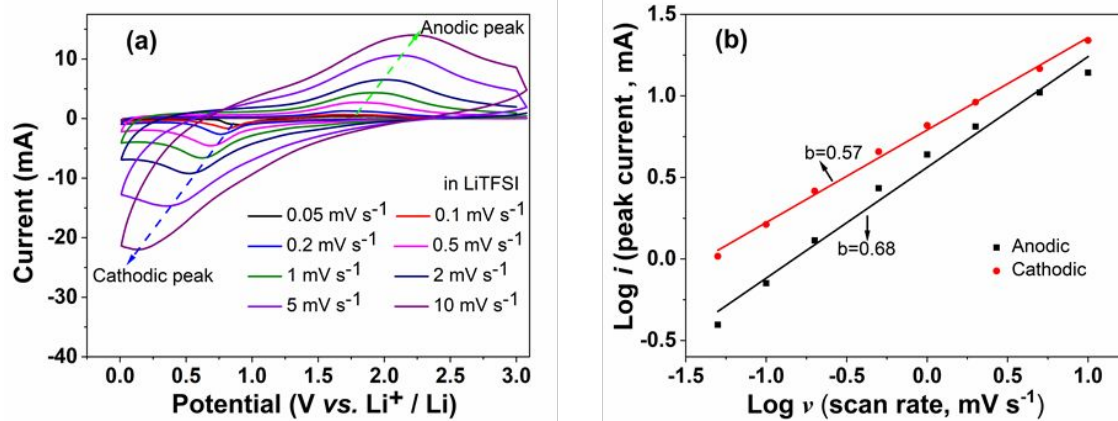 (a)
Anodic peak
in LiTFSI
0.05 mV s⁻¹ 0.1 mV s⁻¹
0.2 mV s⁻¹ 0.5 mV s⁻¹
1 mV s⁻¹ 2 mV s⁻¹
5 mV s⁻¹ 10 mV s⁻¹
Cathodic peak
Current (mA)
10
0
-10
-20
-30
-40
0.0 0.5 1.0 1.5 2.0 2.5 3.0
Potential (V vs. Li⁺ / Li)
(b)
b=0.57
b=0.68
Anodic
Cathodic
Log i (peak current , mA)
1.5
1.0
0.5
0.0
-0.5
-1.5 -1.0 -0.5 0.0 0.5 1.0
Log ν (scan rate, mV s⁻¹)